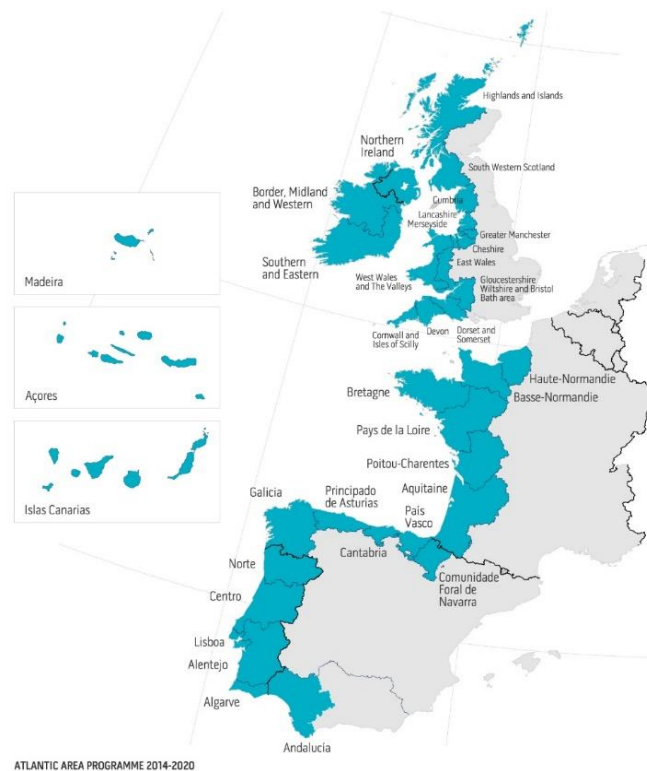 Highlands and Islands
Northern
Ireland
South Western Scotland
Border, Midland
and Western
Cumbria
Lancashire
Merseyside
Greater Manchester
Cheshire
East Wales
Southern
and Eastern
West Wales
and The Valleys
Gloucestershire
Wiltshire and Bristol
Bath area
Cornwall and
Isles of Scilly
Devon
Dorset and
Somerset
Madeira
Açores
Islas Canarias
Haute-Normandie
Basse-Normandie
Bretagne
Pays de la Loire
Poitou-Charentes
Aquitaine
Galicia
Principado
de Asturias
País
Vasco
Cantabria
Comunidade
Foral de
Navarra
Norte
Centro
Lisboa
Alentejo
Algarve
Andalucía
ATLANTIC AREA PROGRAMME 2014-2020